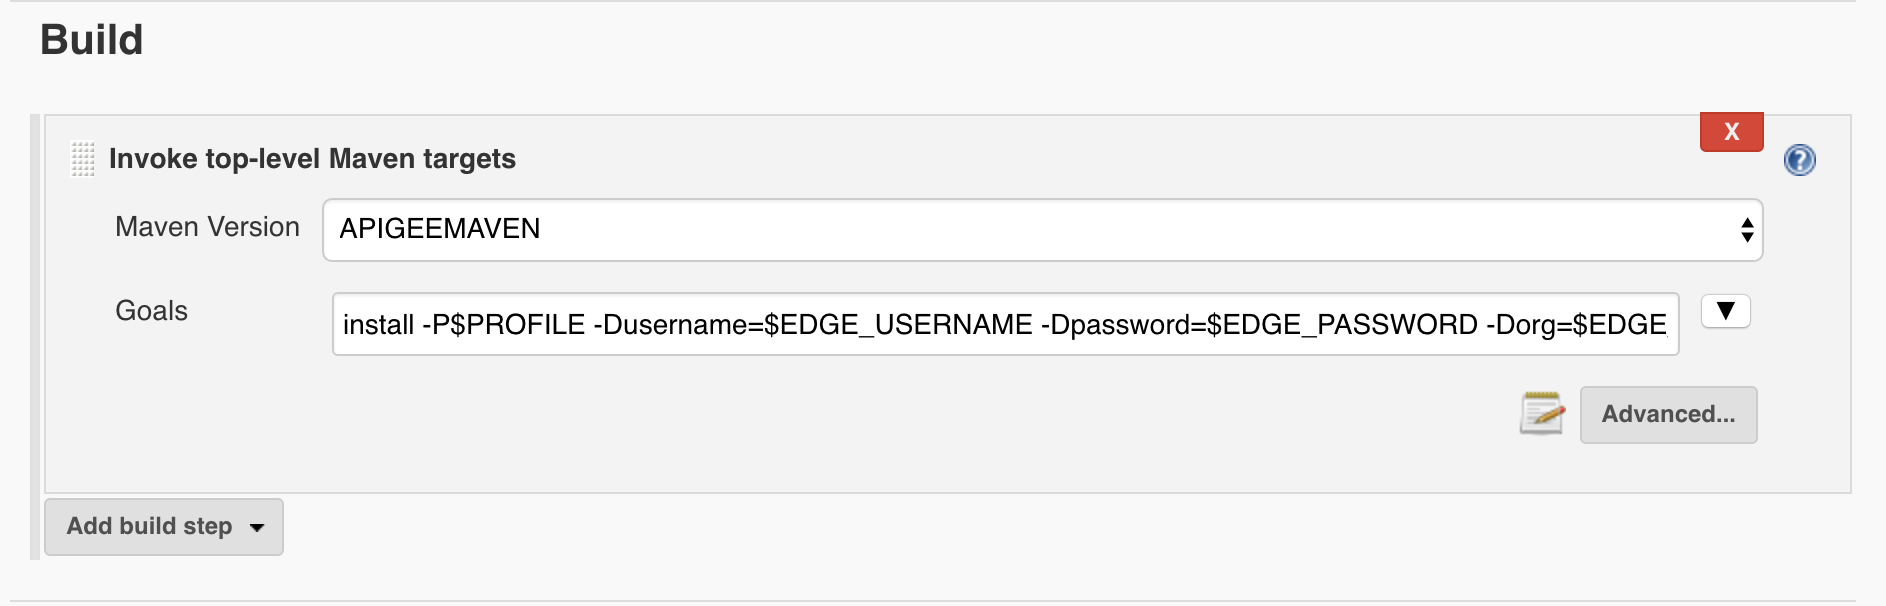 Build
X
Invoke top-level Maven targets
?
Maven Version
APIGEEMAVEN
Goals
install -P$PROFILE -Dusername=$EDGE_USERNAME -Dpassword=$EDGE_PASSWORD -Dorg=$EDGE_
Advanced...
Add build step